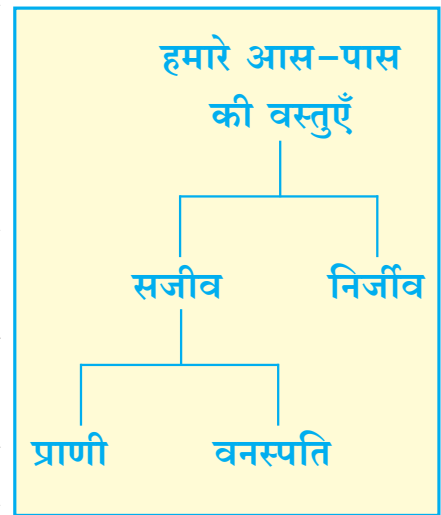 हमारे आस–पास
की वस्तुएँ
सजीव निर्जीव
प्राणी वनस्पति